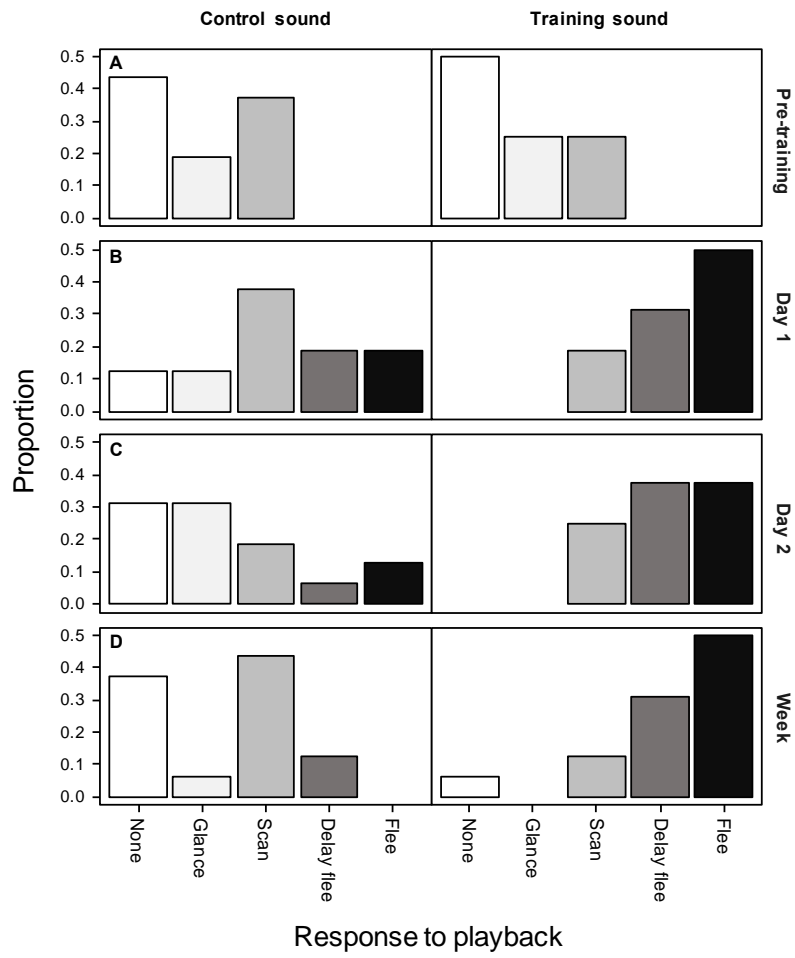 Control sound Training sound
A
0.5
0.4
0.3
0.2
0.1
0.0
Pre-training
B
0.5
0.4
0.3
0.2
0.1
0.0
Day 1
C
0.5
0.4
0.3
0.2
0.1
0.0
Day 2
D
0.5
0.4
0.3
0.2
0.1
0.0
Week
Proportion
None Glance Scan Delay flee Flee None Glance Scan Delay flee Flee
Response to playback